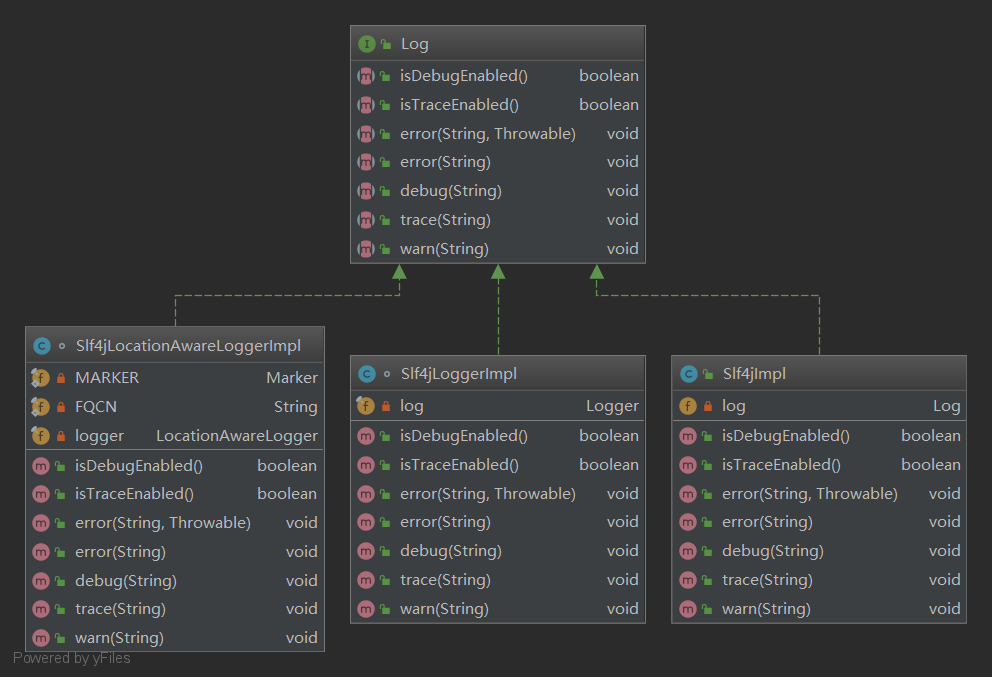 Log
isDebugEnabled() boolean
isTraceEnabled() boolean
error(String, Throwable) void
error(String) void
debug(String) void
trace(String) void
warn(String) void
Slf4jLocationAwareLoggerImpl
MARKER Marker
FQCN String
logger LocationAwareLogger
isDebugEnabled() boolean
isTraceEnabled() boolean
error(String, Throwable) void
error(String) void
debug(String) void
trace(String) void
warn(String) void
Slf4jLoggerImpl
log Logger
isDebugEnabled() boolean
isTraceEnabled() boolean
error(String, Throwable) void
error(String) void
debug(String) void
trace(String) void
warn(String) void
Slf4jImpl
log Log
isDebugEnabled() boolean
isTraceEnabled() boolean
error(String, Throwable) void
error(String) void
debug(String) void
trace(String) void
warn(String) void
Powered by yFiles